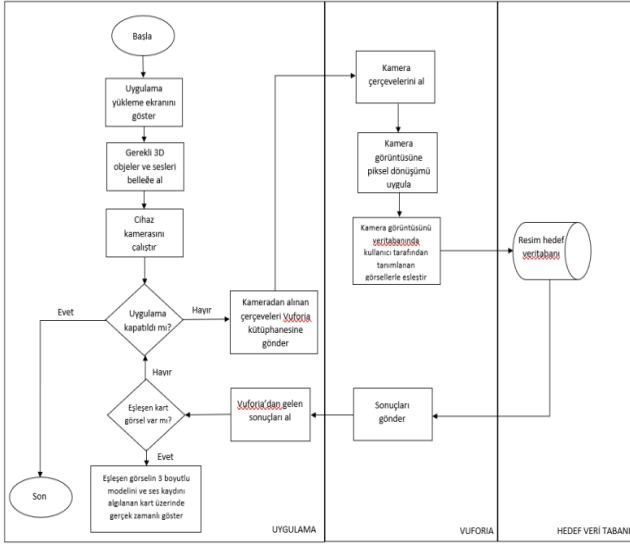 Başla
Uygulama
yükleme ekranını
göster
Gerekli 3D
objeler ve sesleri
belleğe al
Cihaz
kamerasını
çalıştır
Uygulama
kapatıldı mı?
Evet
Hayır
Kameradan alınan
çerçeveleri Vuforia
kütüphanesine
gönder
Kamera
çerçevelerini al
Kamera
görüntüsüne
piksel dönüşümü
uygula
Kamera görüntüsünü
veritabanında
kullanıcı tarafından
tanımlanan
görsellerle eşleştir
Resim hedef
veritabanı
Sonuçları
gönder
Vuforia'dan gelen
sonuçları al
Eşleşen kart
görsel var mı?
Hayır
Evet
Eşleşen görselin 3 boyutlu
modelini ve ses kaydını
algılanan kart üzerinde
gerçek zamanlı göster
Son
UYGULAMA
VUFORIA
HEDEF VERİ TABANI